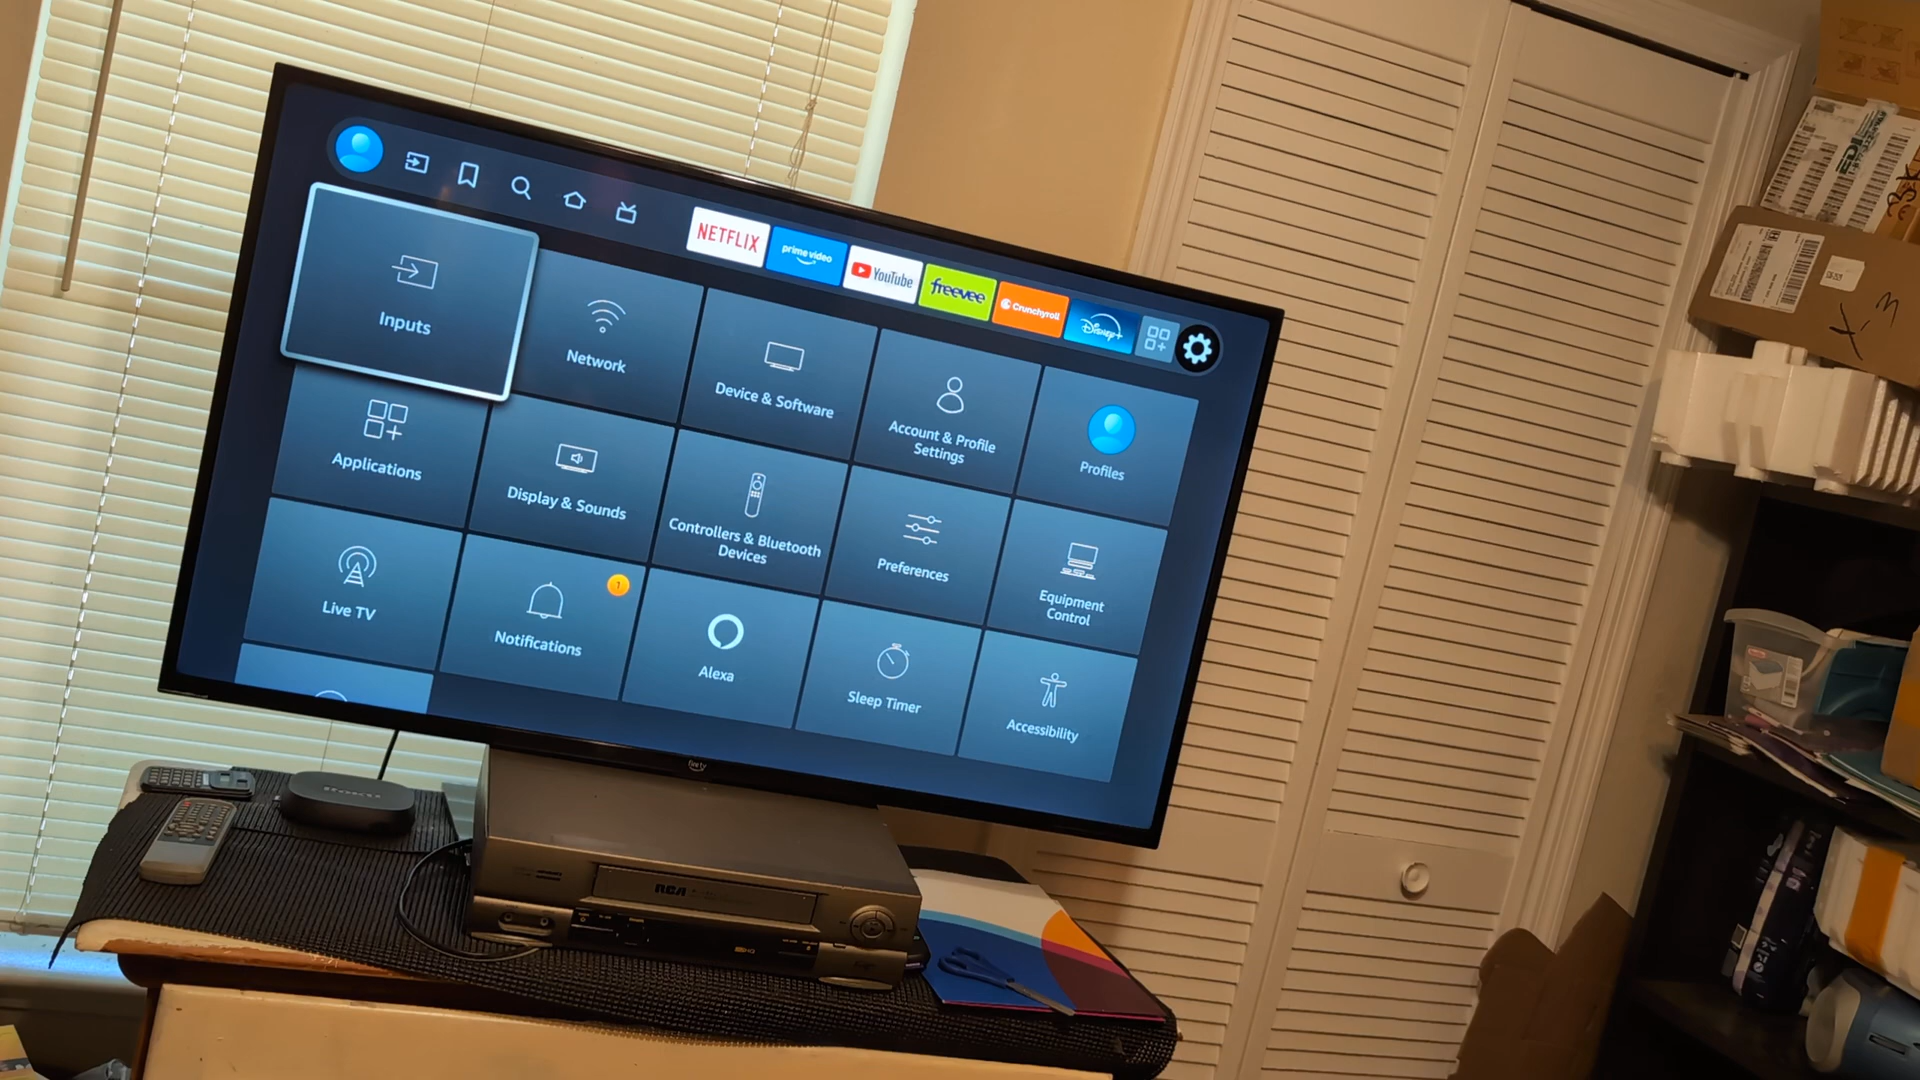 NETFLIX
prime video
YouTube
freevee
Crunchyroll
Disney+
Inputs
Network
Device & Software
Account & Profile
Settings
Profiles
Applications
Display & Sounds
Controllers & Bluetooth
Devices
Preferences
Equipment
Control
Live TV
Notifications
1
Alexa
Sleep Timer
Accessibility
fire tv
RCA
X 3